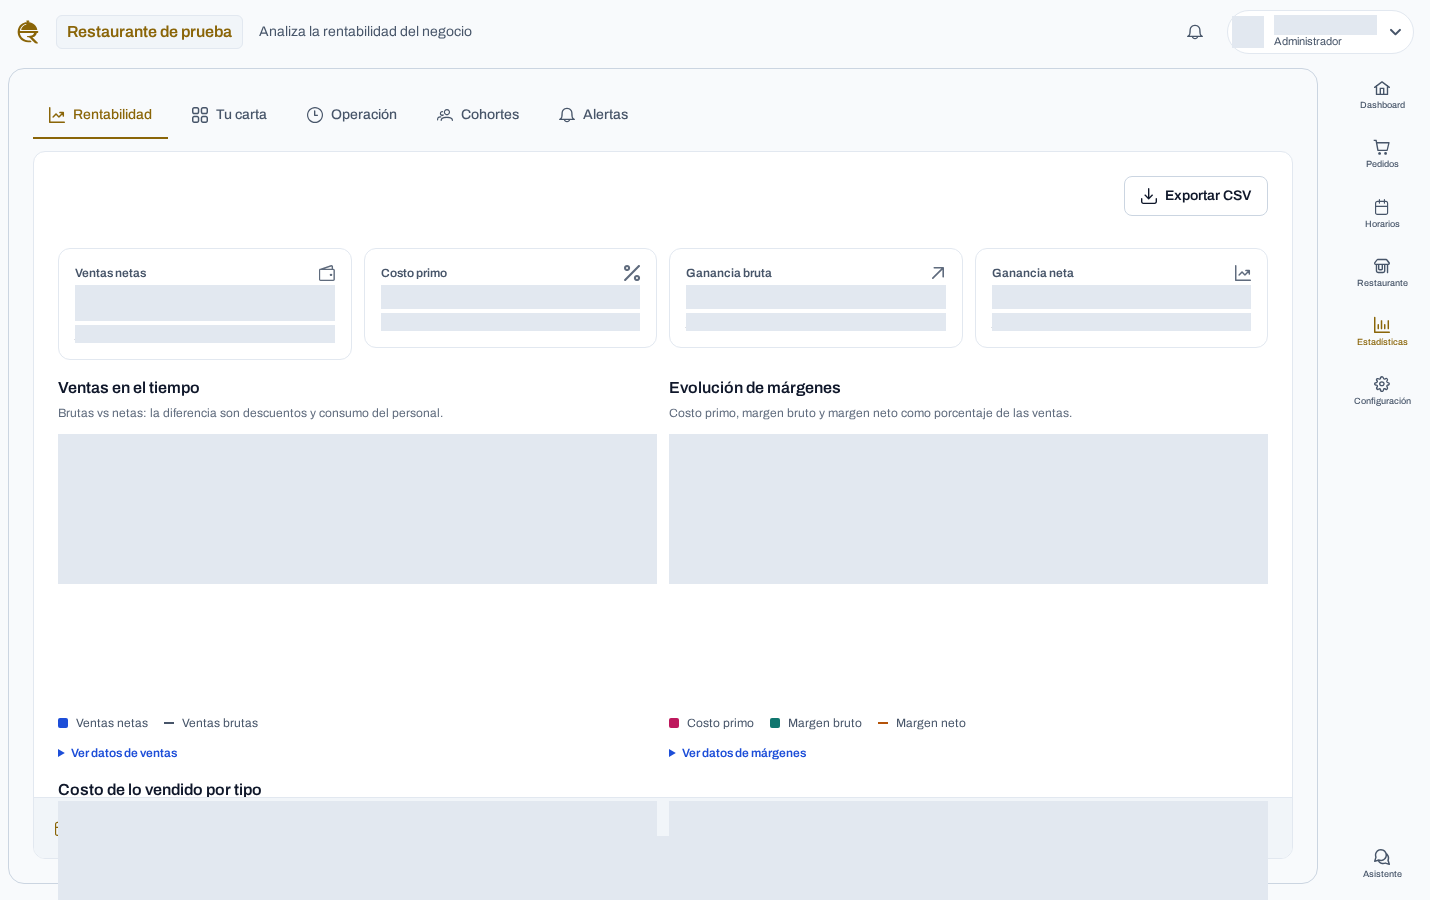 Restaurante de prueba
Analiza la rentabilidad del negocio
Administrador
Rentabilidad
Tu carta
Operación
Cohortes
Alertas
Exportar CSV
Ventas netas
Costo primo
Ganancia bruta
Ganancia neta
Ventas en el tiempo
Brutas vs netas: la diferencia son descuentos y consumo del personal.
Evolución de márgenes
Costo primo, margen bruto y margen neto como porcentaje de las ventas.
Ventas netas
Ventas brutas
Ver datos de ventas
Costo primo
Margen bruto
Margen neto
Ver datos de márgenes
Costo de lo vendido por tipo
Dashboard
Pedidos
Horarios
Restaurante
Estadísticas
Configuración
Asistente